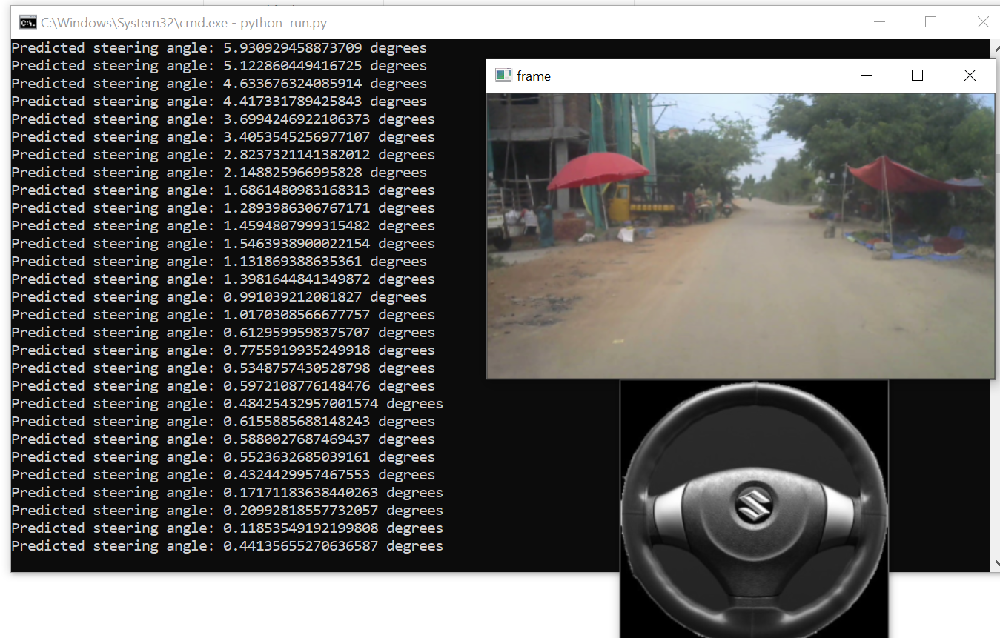 C:\Windows\System32\cmd.exe - python  run.py
Predicted steering angle: 5.930929458873709 degrees
Predicted steering angle: 5.122860449416725 degrees
Predicted steering angle: 4.633676324085914 degrees
Predicted steering angle: 4.417331789425843 degrees
Predicted steering angle: 3.6994246922106373 degrees
Predicted steering angle: 3.4053545256977107 degrees
Predicted steering angle: 2.8237321141382012 degrees
Predicted steering angle: 2.148825966995828 degrees
Predicted steering angle: 1.6861480983168313 degrees
Predicted steering angle: 1.2893986306767171 degrees
Predicted steering angle: 1.4594807999315482 degrees
Predicted steering angle: 1.5463938900022154 degrees
Predicted steering angle: 1.131869388635361 degrees
Predicted steering angle: 1.3981644841349872 degrees
Predicted steering angle: 0.991039212081827 degrees
Predicted steering angle: 1.0170308566677757 degrees
Predicted steering angle: 0.6129599598375707 degrees
Predicted steering angle: 0.7755919935249918 degrees
Predicted steering angle: 0.5348757430528798 degrees
Predicted steering angle: 0.5972108776148476 degrees
Predicted steering angle: 0.48425432957001574 degrees
Predicted steering angle: 0.6155885688148243 degrees
Predicted steering angle: 0.5880027687469437 degrees
Predicted steering angle: 0.5523632685039161 degrees
Predicted steering angle: 0.4324429957467553 degrees
Predicted steering angle: 0.17171183638440263 degrees
Predicted steering angle: 0.20992818557732057 degrees
Predicted steering angle: 0.11853549192199808 degrees
Predicted steering angle: 0.44135655270636587 degrees
frame